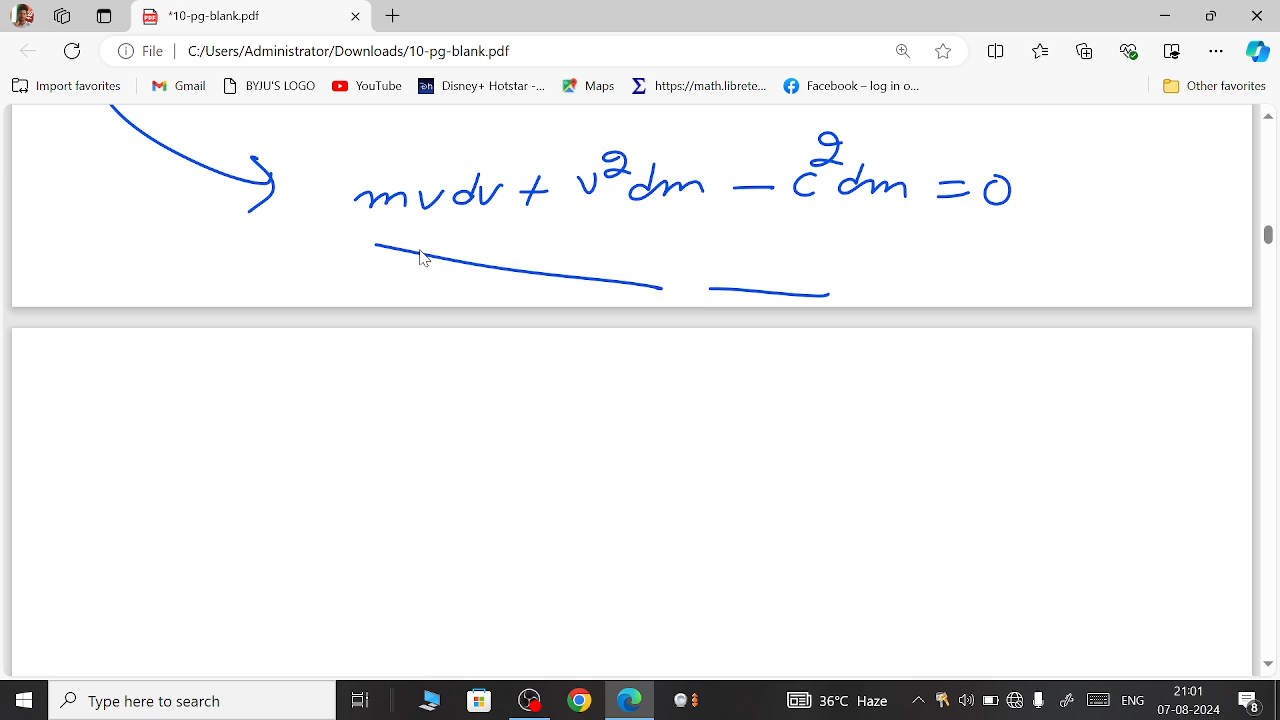 *10-pg-blank.pdf
File | C:/Users/Administrator/Downloads/10-pg-blank.pdf
Import favorites Gmail BYJU'S LOGO YouTube Disney+ Hotstar -... Maps https://math.librete... Facebook – log in o... Other favorites
mvdv + v²dm – c²dm = 0
Type here to search 36°C Haze ENG 21:01
07-08-2024 8